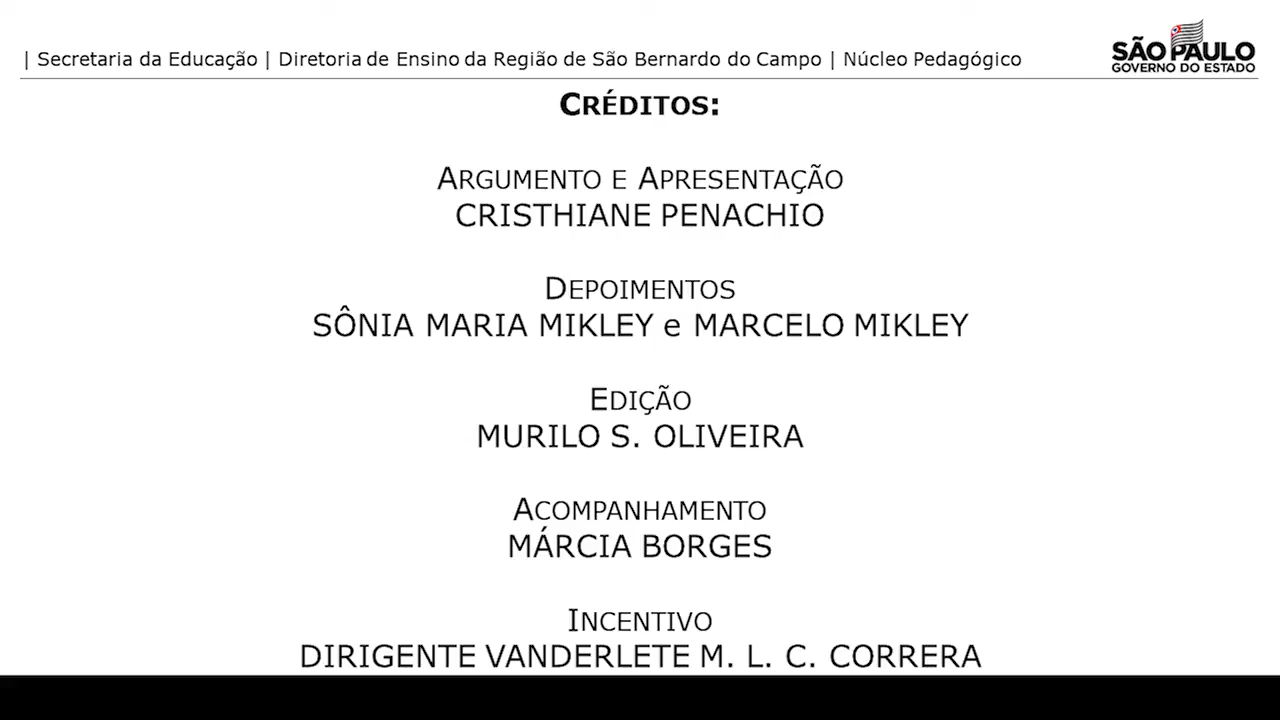 | Secretaria da Educação | Diretoria de Ensino da Região de São Bernardo do Campo | Núcleo Pedagógico
SÃO PAULO
GOVERNO DO ESTADO
CRÉDITOS:
ARGUMENTO E APRESENTAÇÃO
CRISTHIANE PENACHIO
DEPOIMENTOS
SÔNIA MARIA MIKLEY e MARCELO MIKLEY
EDIÇÃO
MURILO S. OLIVEIRA
ACOMPANHAMENTO
MÁRCIA BORGES
INCENTIVO
DIRIGENTE VANDERLETE M. L. C. CORRERA